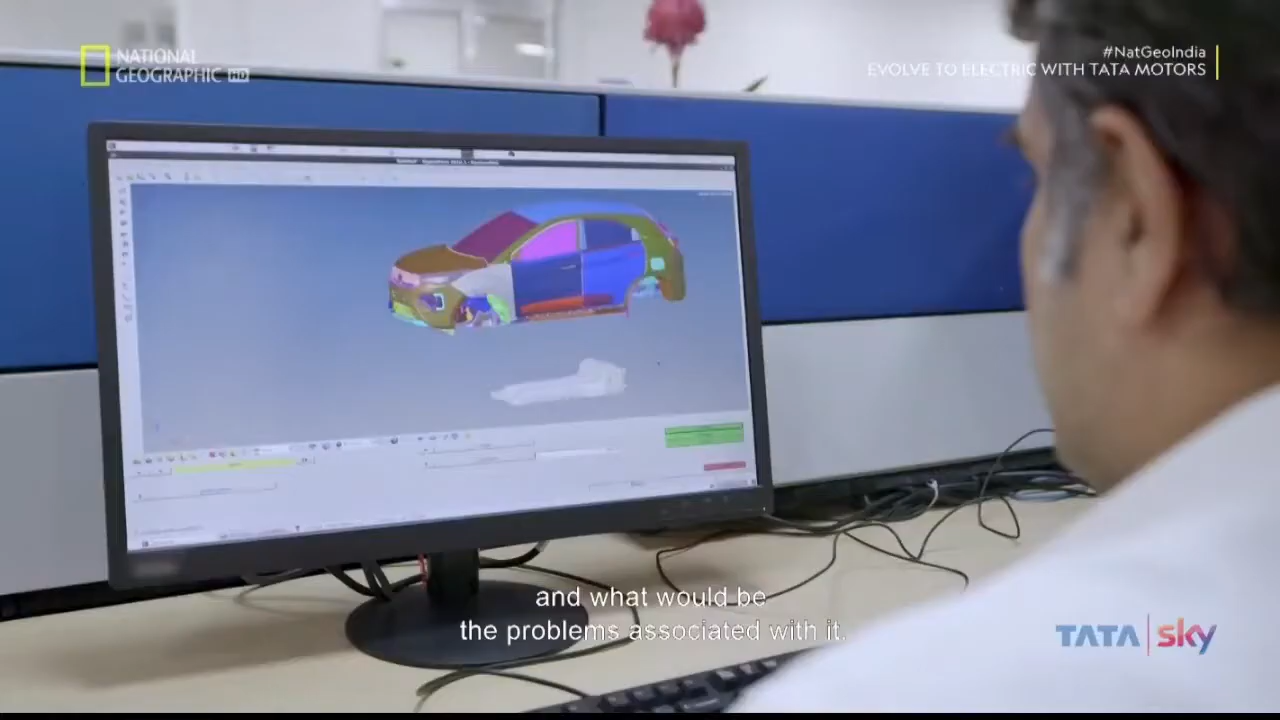 NATIONAL
GEOGRAPHIC HD
#NatGeoIndia
EVOLVE TO ELECTRIC WITH TATA MOTORS
and what would be
the problems associated with it.
TATA sky